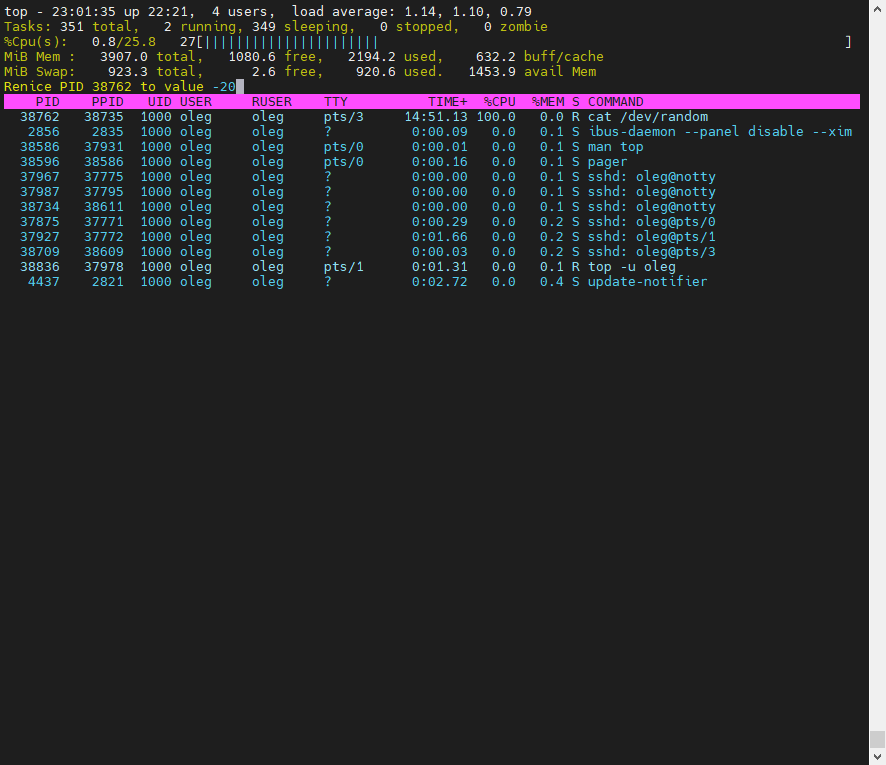 top - 23:01:35 up 22:21,  4 users,  load average: 1.14, 1.10, 0.79
Tasks: 351 total,   2 running, 349 sleeping,   0 stopped,   0 zombie
%Cpu(s):   0.8/25.8   27[||||||||||||||||||||||                                                          ]
MiB Mem :   3907.0 total,   1080.6 free,   2194.2 used,    632.2 buff/cache
MiB Swap:    923.3 total,      2.6 free,    920.6 used.   1453.9 avail Mem
Renice PID 38762 to value -20
    PID    PPID   UID USER     RUSER    TTY          TIME+  %CPU  %MEM S COMMAND
  38762   38735  1000 oleg     oleg     pts/3     14:51.13 100.0   0.0 R cat /dev/random
   2856    2835  1000 oleg     oleg     ?          0:00.09   0.0   0.1 S ibus-daemon --panel disable --xim
  38586   37931  1000 oleg     oleg     pts/0      0:00.01   0.0   0.1 S man top
  38596   38586  1000 oleg     oleg     pts/0      0:00.16   0.0   0.1 S pager
  37967   37775  1000 oleg     oleg     ?          0:00.00   0.0   0.1 S sshd: oleg@notty
  37987   37795  1000 oleg     oleg     ?          0:00.00   0.0   0.1 S sshd: oleg@notty
  38734   38611  1000 oleg     oleg     ?          0:00.00   0.0   0.1 S sshd: oleg@notty
  37875   37771  1000 oleg     oleg     ?          0:00.29   0.0   0.2 S sshd: oleg@pts/0
  37927   37772  1000 oleg     oleg     ?          0:01.66   0.0   0.2 S sshd: oleg@pts/1
  38709   38609  1000 oleg     oleg     ?          0:00.03   0.0   0.2 S sshd: oleg@pts/3
  38836   37978  1000 oleg     oleg     pts/1      0:01.31   0.0   0.1 R top -u oleg
   4437    2821  1000 oleg     oleg     ?          0:02.72   0.0   0.4 S update-notifier